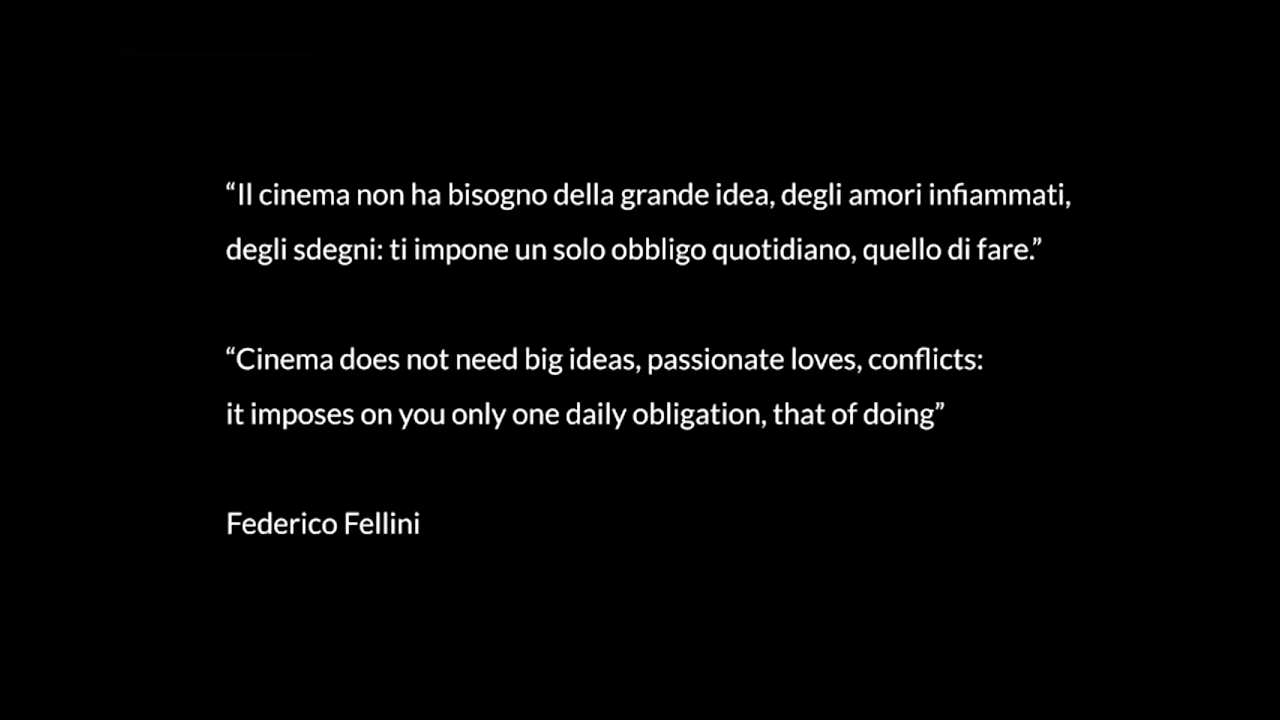 “Il cinema non ha bisogno della grande idea, degli amori infiammati,
degli sdegni: ti impone un solo obbligo quotidiano, quello di fare.”
“Cinema does not need big ideas, passionate loves, conflicts:
it imposes on you only one daily obligation, that of doing”
Federico Fellini